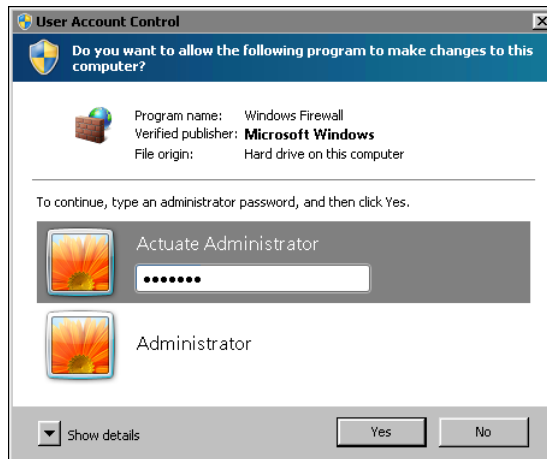 User Account Control
Do you want to allow the following program to make changes to this
computer?
Program name: Windows Firewall
Verified publisher: Microsoft Windows
File origin: Hard drive on this computer
To continue, type an administrator password, and then click Yes.
Actuate Administrator
•••••••
Administrator
Show details Yes No